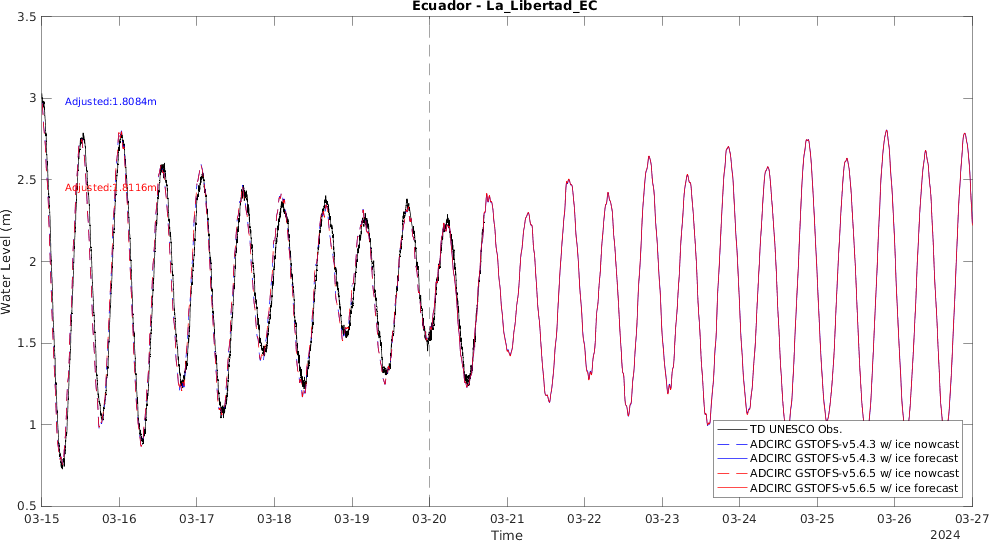 Ecuador - La_Libertad_EC
3.5
3
2.5
2
1.5
1
0.5
Water Level (m)
Adjusted:1.8084m
Adjusted:1.8116m
TD UNESCO Obs.
ADCIRC GSTOFS-v5.4.3 w/ ice nowcast
ADCIRC GSTOFS-v5.4.3 w/ ice forecast
ADCIRC GSTOFS-v5.6.5 w/ ice nowcast
ADCIRC GSTOFS-v5.6.5 w/ ice forecast
03-15 03-16 03-17 03-18 03-19 03-20 03-21 03-22 03-23 03-24 03-25 03-26 03-27
Time
2024